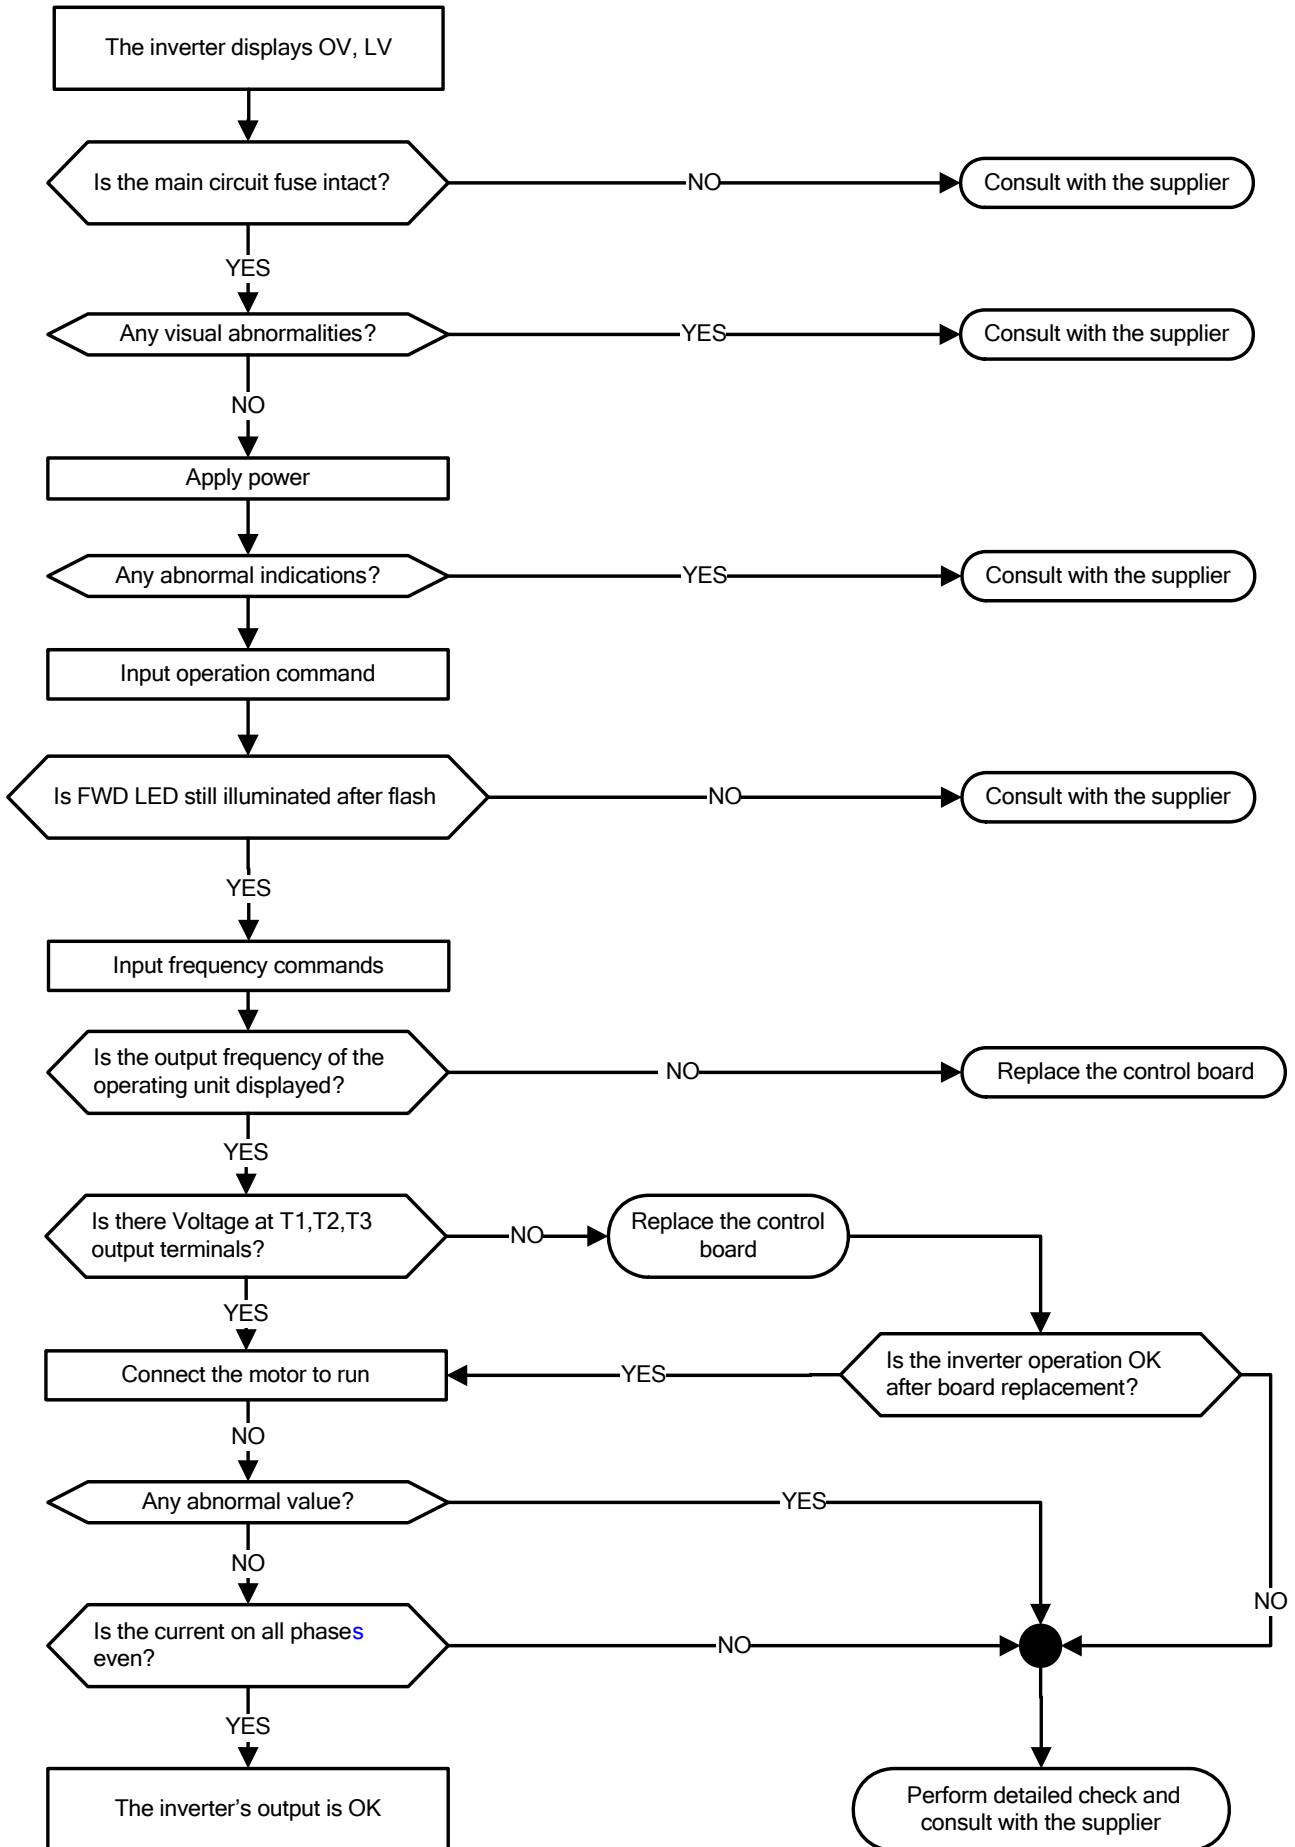 The inverter displays OV, LV
Is the main circuit fuse intact?
NO
Consult with the supplier
YES
Any visual abnormalities?
YES
Consult with the supplier
NO
Apply power
Any abnormal indications?
YES
Consult with the supplier
Input operation command
Is FWD LED still illuminated after flash
NO
Consult with the supplier
YES
Input frequency commands
Is the output frequency of the
operating unit displayed?
NO
Replace the control board
YES
Is there Voltage at T1,T2,T3
output terminals?
NO
Replace the control
board
YES
Connect the motor to run
YES
Is the inverter operation OK
after board replacement?
NO
Any abnormal value?
YES
NO
NO
Is the current on all phases
even?
NO
YES
The inverter’s output is OK
Perform detailed check and
consult with the supplier